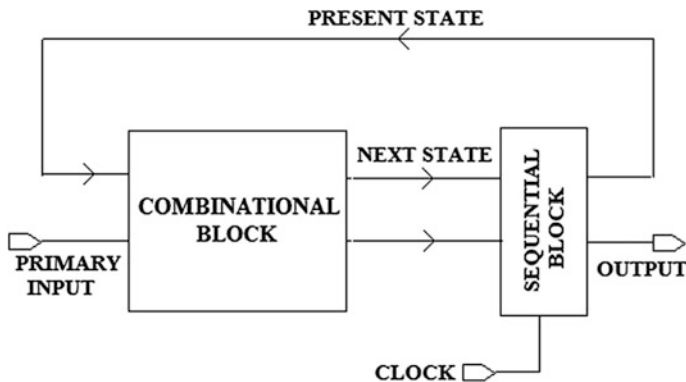 PRESENT STATE
NEXT STATE
COMBINATIONAL
BLOCK
SEQUENTIAL
BLOCK
PRIMARY
INPUT
OUTPUT
CLOCK